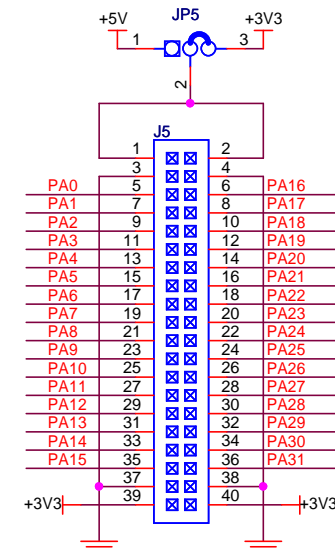 JP5
+5V +3V3
1 3
2
J5
1 2
3 4
PA0 5 6 PA16
PA1 7 8 PA17
PA2 9 10 PA18
PA3 11 12 PA19
PA4 13 14 PA20
PA5 15 16 PA21
PA6 17 18 PA22
PA7 19 20 PA23
PA8 21 22 PA24
PA9 23 24 PA25
PA10 25 26 PA26
PA11 27 28 PA27
PA12 29 30 PA28
PA13 31 32 PA29
PA14 33 34 PA30
PA15 35 36 PA31
37 38
+3V3 39 40 +3V3